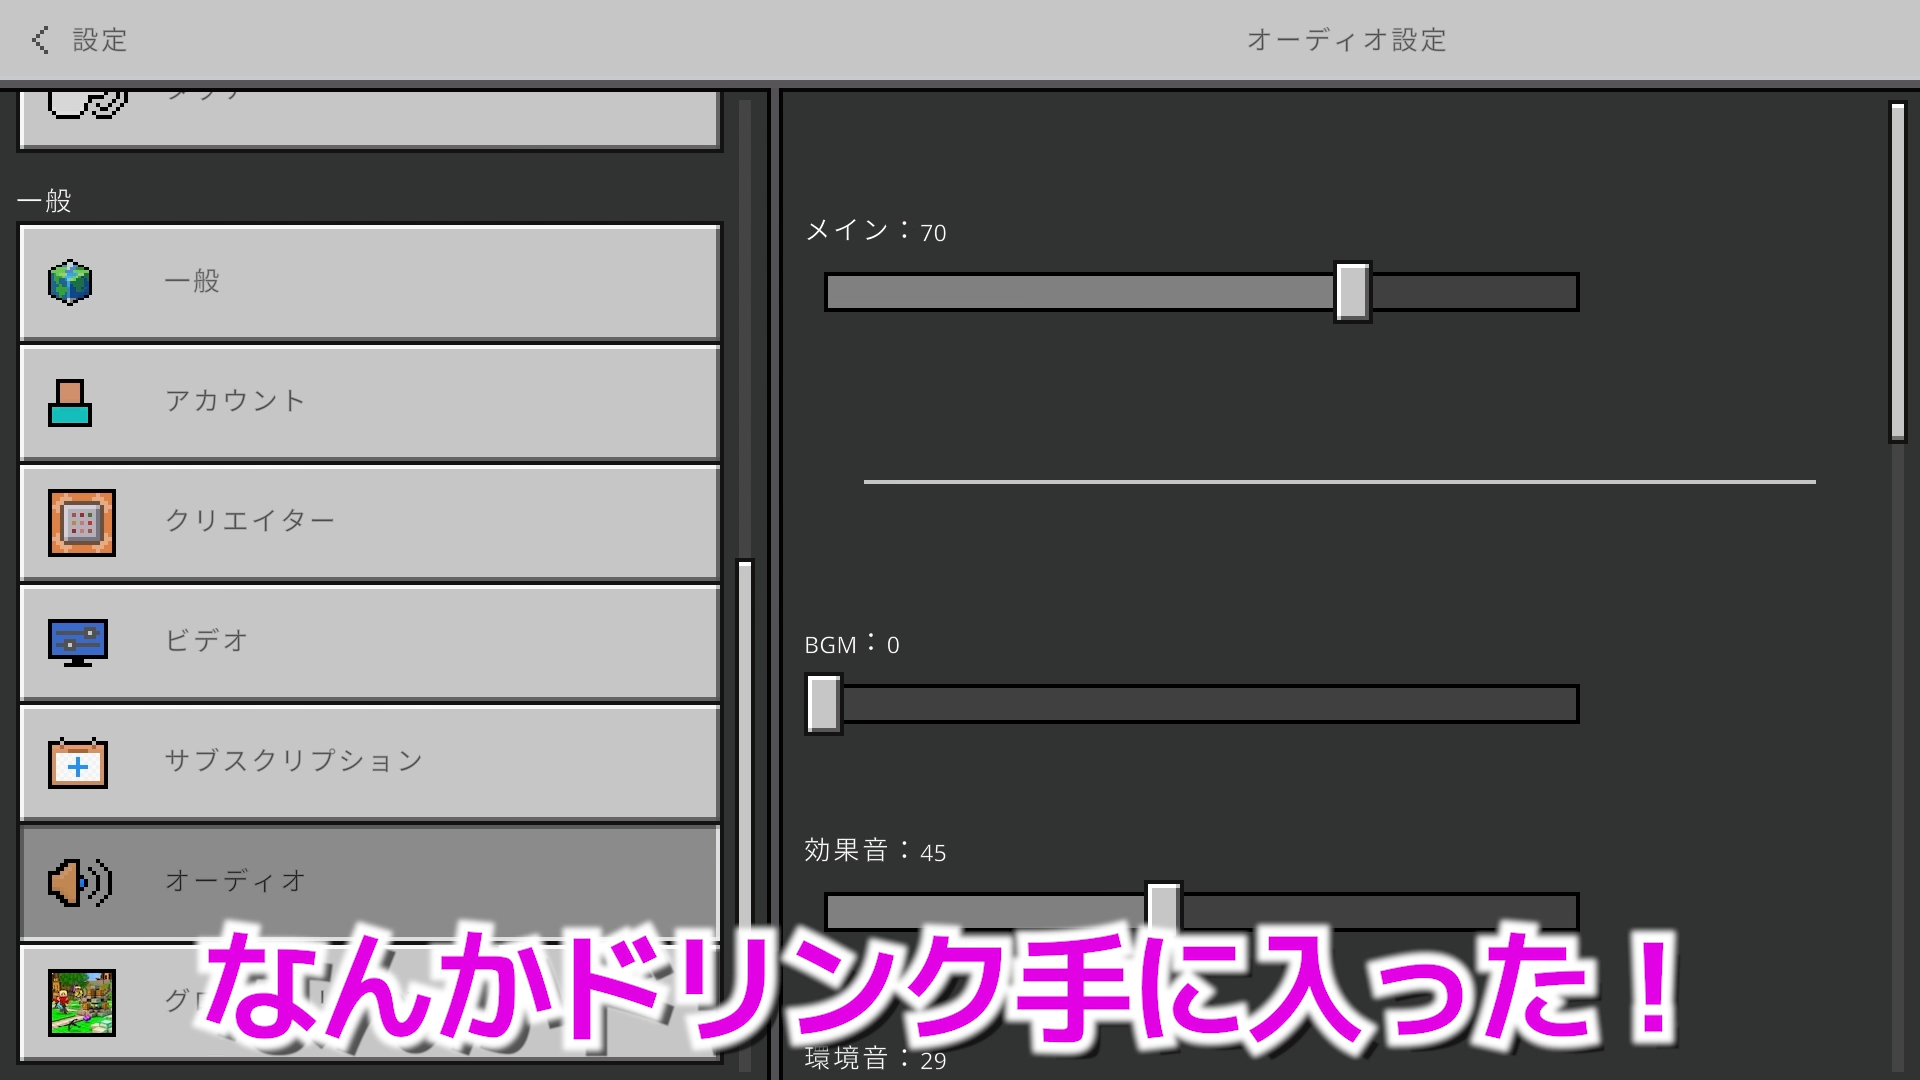 設定
オーディオ設定
一般
一般
アカウント
クリエイター
ビデオ
サブスクリプション
オーディオ
グ
メイン：70
BGM：0
効果音：45
環境音：29
なんかドリンク手に入った！